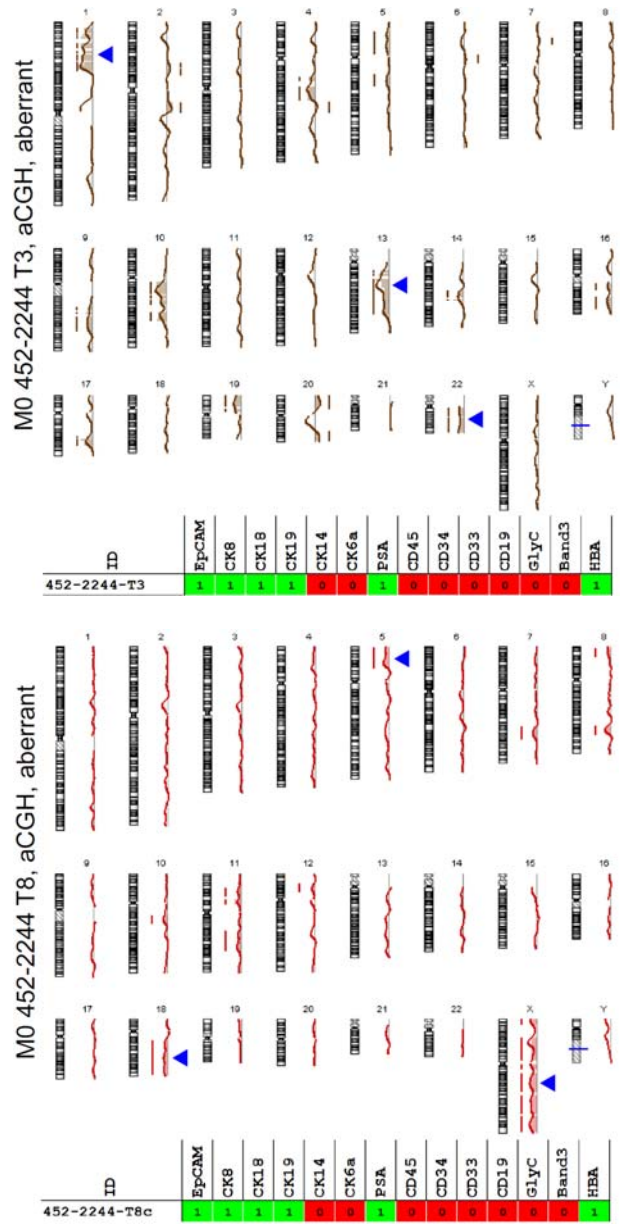 M0 452-2244 T3, aCGH, aberrant
1 2 3 4 5 6 7 8
9 10 11 12 13 14 15 16
17 18 19 20 21 22 X Y
ID EpCAM CK8 CK18 CK19 CK14 CK6a PSA CD45 CD34 CD33 CD19 GlyC Band3 HBA
452-2244-T3 1 1 1 1 0 0 1 0 0 0 0 0 0 1
M0 452-2244 T8, aCGH, aberrant
1 2 3 4 5 6 7 8
9 10 11 12 13 14 15 16
17 18 19 20 21 22 X Y
ID EpCAM CK8 CK18 CK19 CK14 CK6a PSA CD45 CD34 CD33 CD19 GlyC Band3 HBA
452-2244-T8c 1 1 1 1 0 0 1 0 0 0 0 0 0 1